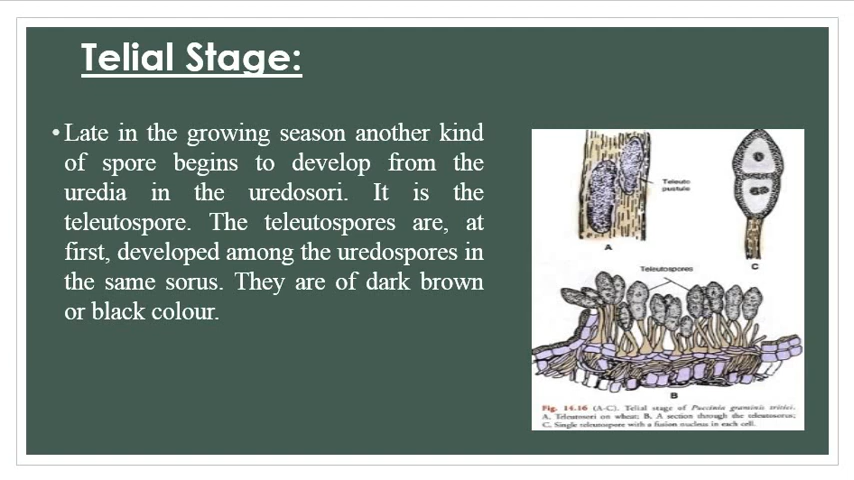 Telial Stage:
• Late in the growing season another kind
of spore begins to develop from the
uredia in the uredosori. It is the
teleutospore. The teleutospores are, at
first, developed among the uredospores in
the same sorus. They are of dark brown
or black colour.
Teleuto
pustule
A
C
Teleutospores
B
Fig. 14.16 (A-C). Telial stage of Puccinia graminis tritici.
A, Teleutosori on wheat; B, A section through the teleutosorus;
C, Single teleutospore with a fusion nucleus in each cell.